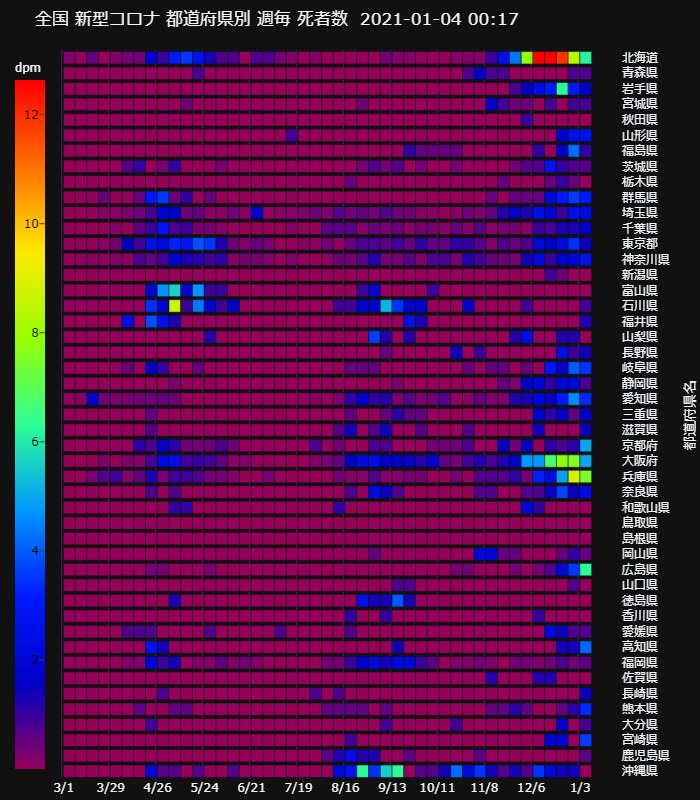 全国 新型コロナ 都道府県別 週毎 死者数 2021-01-04 00:17
dpm
12
10
8
6
4
2
北海道
青森県
岩手県
宮城県
秋田県
山形県
福島県
茨城県
栃木県
群馬県
埼玉県
千葉県
東京都
神奈川県
新潟県
富山県
石川県
福井県
山梨県
長野県
岐阜県
静岡県
愛知県
三重県
滋賀県
京都府
大阪府
兵庫県
奈良県
和歌山県
鳥取県
島根県
岡山県
広島県
山口県
徳島県
香川県
愛媛県
高知県
福岡県
佐賀県
長崎県
熊本県
大分県
宮崎県
鹿児島県
沖縄県
都道府県名
3/1 3/29 4/26 5/24 6/21 7/19 8/16 9/13 10/11 11/8 12/6 1/3